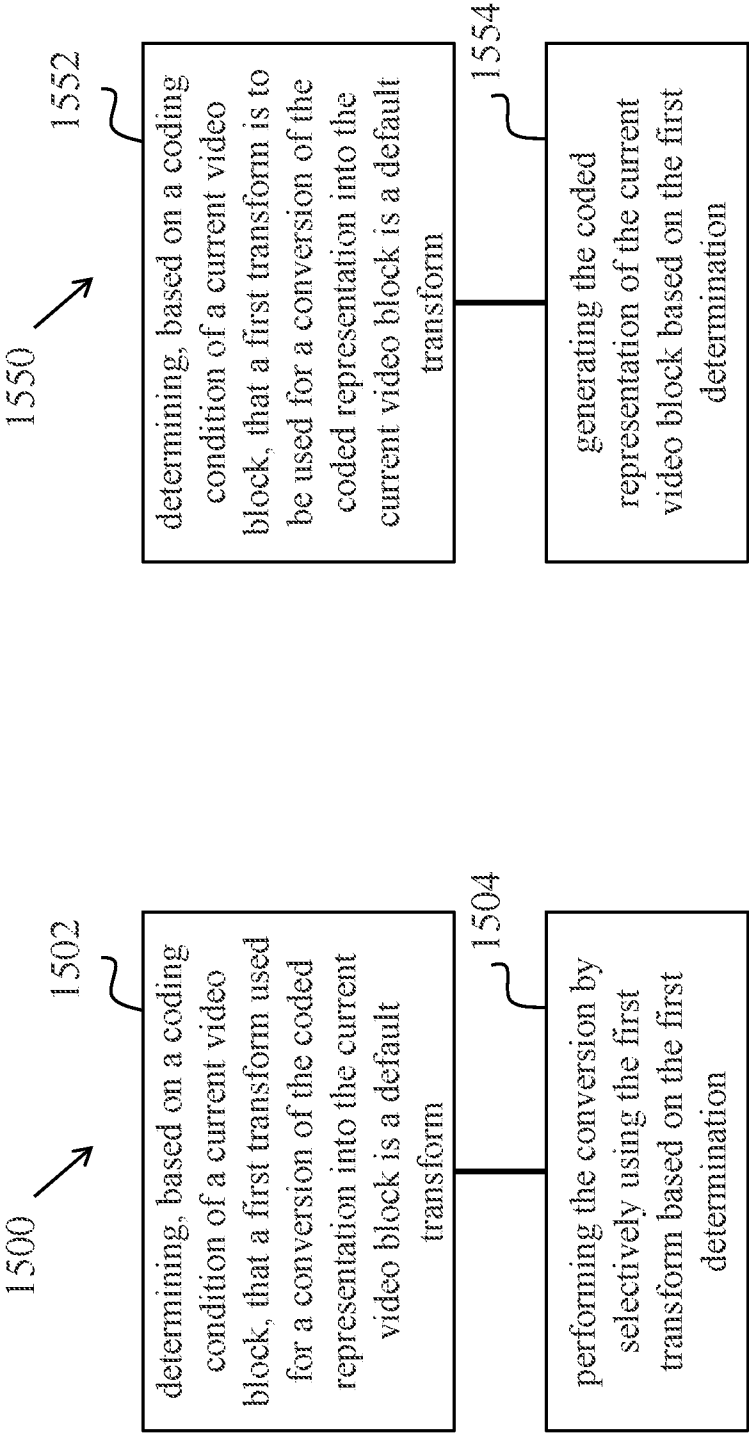 1500
1502
determining, based on a coding
condition of a current video
block, that a first transform used
for a conversion of the coded
representation into the current
video block is a default
transform
1504
performing the conversion by
selectively using the first
transform based on the first
determination
1550
1552
determining, based on a coding
condition of a current video
block, that a first transform is to
be used for a conversion of the
coded representation into the
current video block is a default
transform
1554
generating the coded
representation of the current
video block based on the first
determination